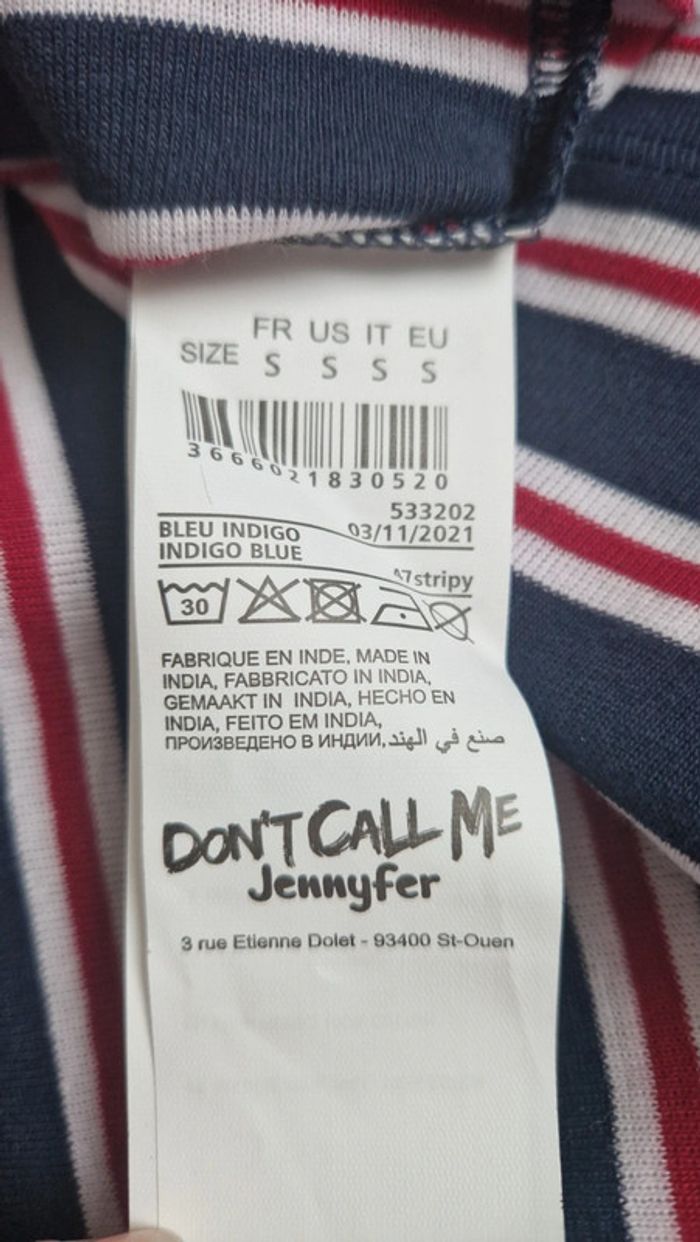 FR US IT EU
SIZE S S S S
3666021830520
533202
BLEU INDIGO 03/11/2021
INDIGO BLUE
stripy
30
FABRIQUE EN INDE, MADE IN
INDIA, FABBRICATO IN INDIA,
GEMAAKT IN INDIA, HECHO EN
INDIA, FEITO EM INDIA,
ПРОИЗВЕДЕНО В ИНДИИ, صنع في الهند
DON'T CALL ME
Jennyfer
3 rue Etienne Dolet - 93400 St-Ouen